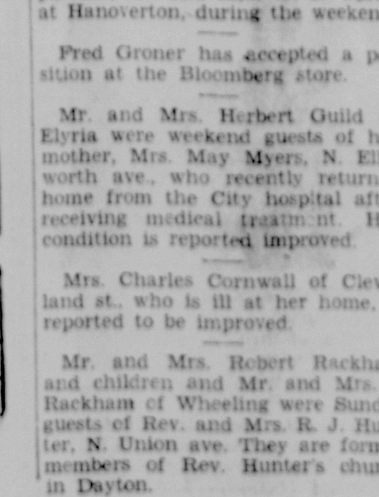 at Hanoverton, during the weeken
Fred Groner has accepted a p
sition at the Bloomberg store.
Mr. and Mrs. Herbert Guild
Elyria were weekend guests of h
mother, Mrs. May Myers, N. El
worth ave., who recently return
home from the City hospital aft
receiving medical treatment. H
condition is reported improved.
Mrs. Charles Cornwall of Clev
land st., who is ill at her home,
reported to be improved.
Mr. and Mrs. Robert Rackha
and children and Mr. and Mrs.
Rackham of Wheeling were Sund
guests of Rev. and Mrs. R. J. Hu
ter, N. Union ave. They are form
members of Rev. Hunter's chur
in Dayton.